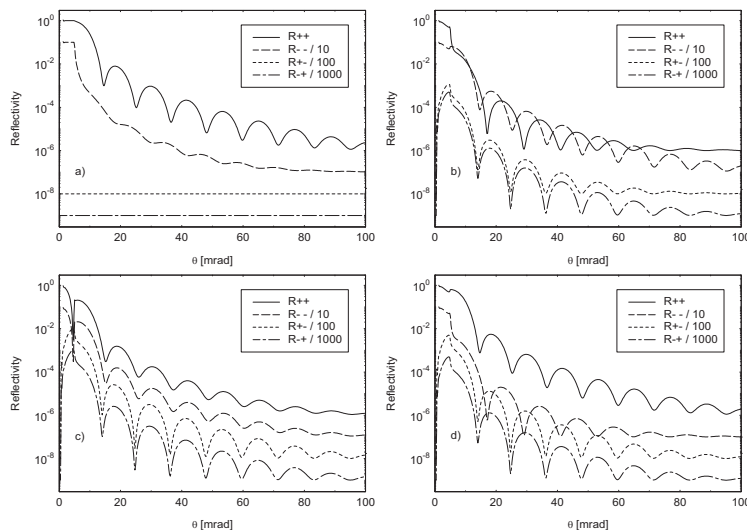 R++
R- - / 10
R+- / 100
R-+ / 1000
Reflectivity
10^0
10^-2
10^-4
10^-6
10^-8
a)
0 20 40 60 80 100
θ [mrad]
R++
R- - / 10
R+- / 100
R-+ / 1000
Reflectivity
10^0
10^-2
10^-4
10^-6
10^-8
b)
0 20 40 60 80 100
θ [mrad]
R++
R- - / 10
R+- / 100
R-+ / 1000
Reflectivity
10^0
10^-2
10^-4
10^-6
10^-8
c)
0 20 40 60 80 100
θ [mrad]
R++
R- - / 10
R+- / 100
R-+ / 1000
Reflectivity
10^0
10^-2
10^-4
10^-6
10^-8
d)
0 20 40 60 80 100
θ [mrad]